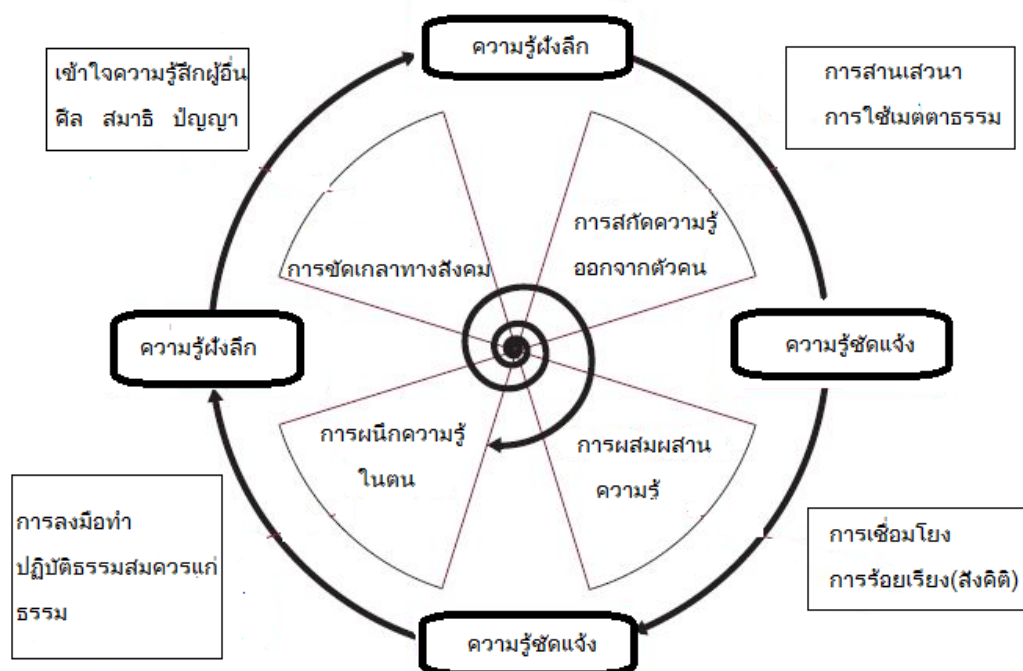 ความรู้ฝังลึก
เข้าใจความรู้สึกผู้อื่น
ศีล สมาธิ ปัญญา
การสานเสวนา
การใช้เมตตาธรรม
การขัดเกลาทางสังคม
การสกัดความรู้
ออกจากตัวคน
ความรู้ฝังลึก
ความรู้ชัดแจ้ง
การผนึกความรู้
ในตน
การผสมผสาน
ความรู้
การลงมือทำ
ปฏิบัติธรรมสมควรแก่
ธรรม
การเชื่อมโยง
การร้อยเรียง(สังคิติ)
ความรู้ชัดแจ้ง